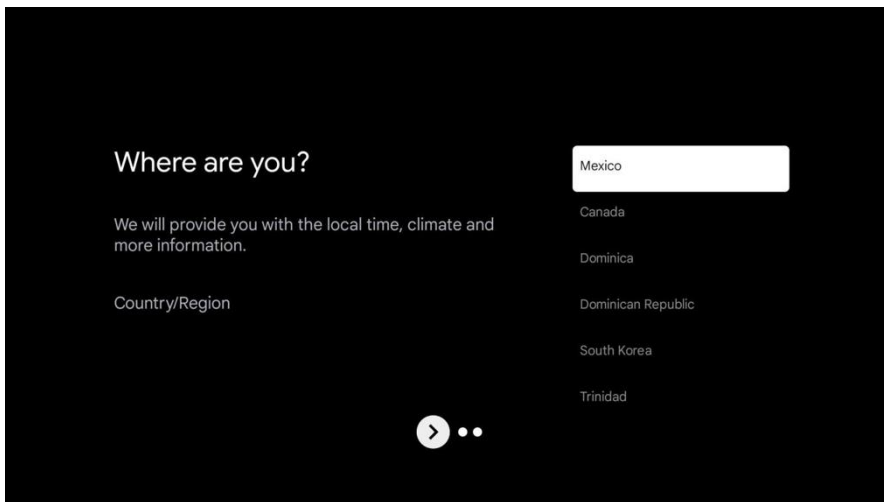 Where are you?
We will provide you with the local time, climate and
more information.
Country/Region
Mexico
Canada
Dominica
Dominican Republic
South Korea
Trinidad